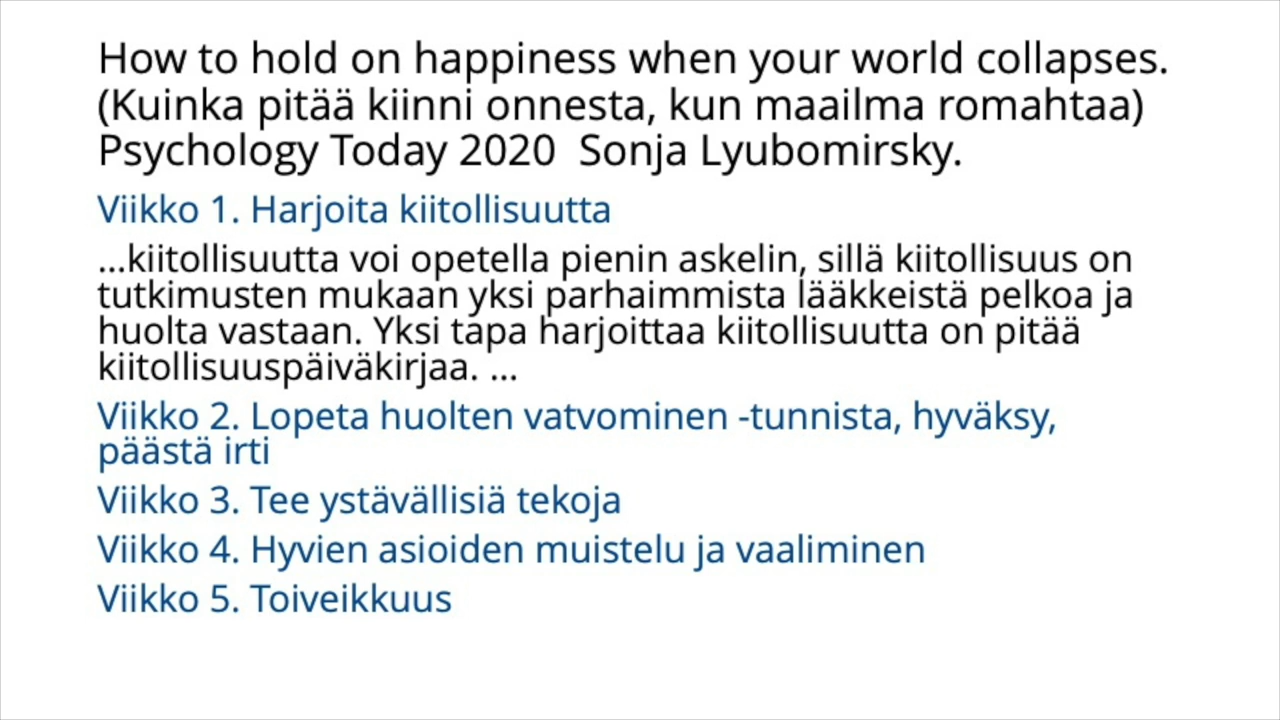 How to hold on happiness when your world collapses.
(Kuinka pitää kiinni onnesta, kun maailma romahtaa)
Psychology Today 2020  Sonja Lyubomirsky.
Viikko 1. Harjoita kiitollisuutta
...kiitollisuutta voi opetella pienin askelin, sillä kiitollisuus on
tutkimusten mukaan yksi parhaimmista lääkkeistä pelkoa ja
huolta vastaan. Yksi tapa harjoittaa kiitollisuutta on pitää
kiitollisuuspäiväkirjaa. ...
Viikko 2. Lopeta huolten vatvominen -tunnista, hyväksy,
päästä irti
Viikko 3. Tee ystävällisiä tekoja
Viikko 4. Hyvien asioiden muistelu ja vaaliminen
Viikko 5. Toiveikkuus